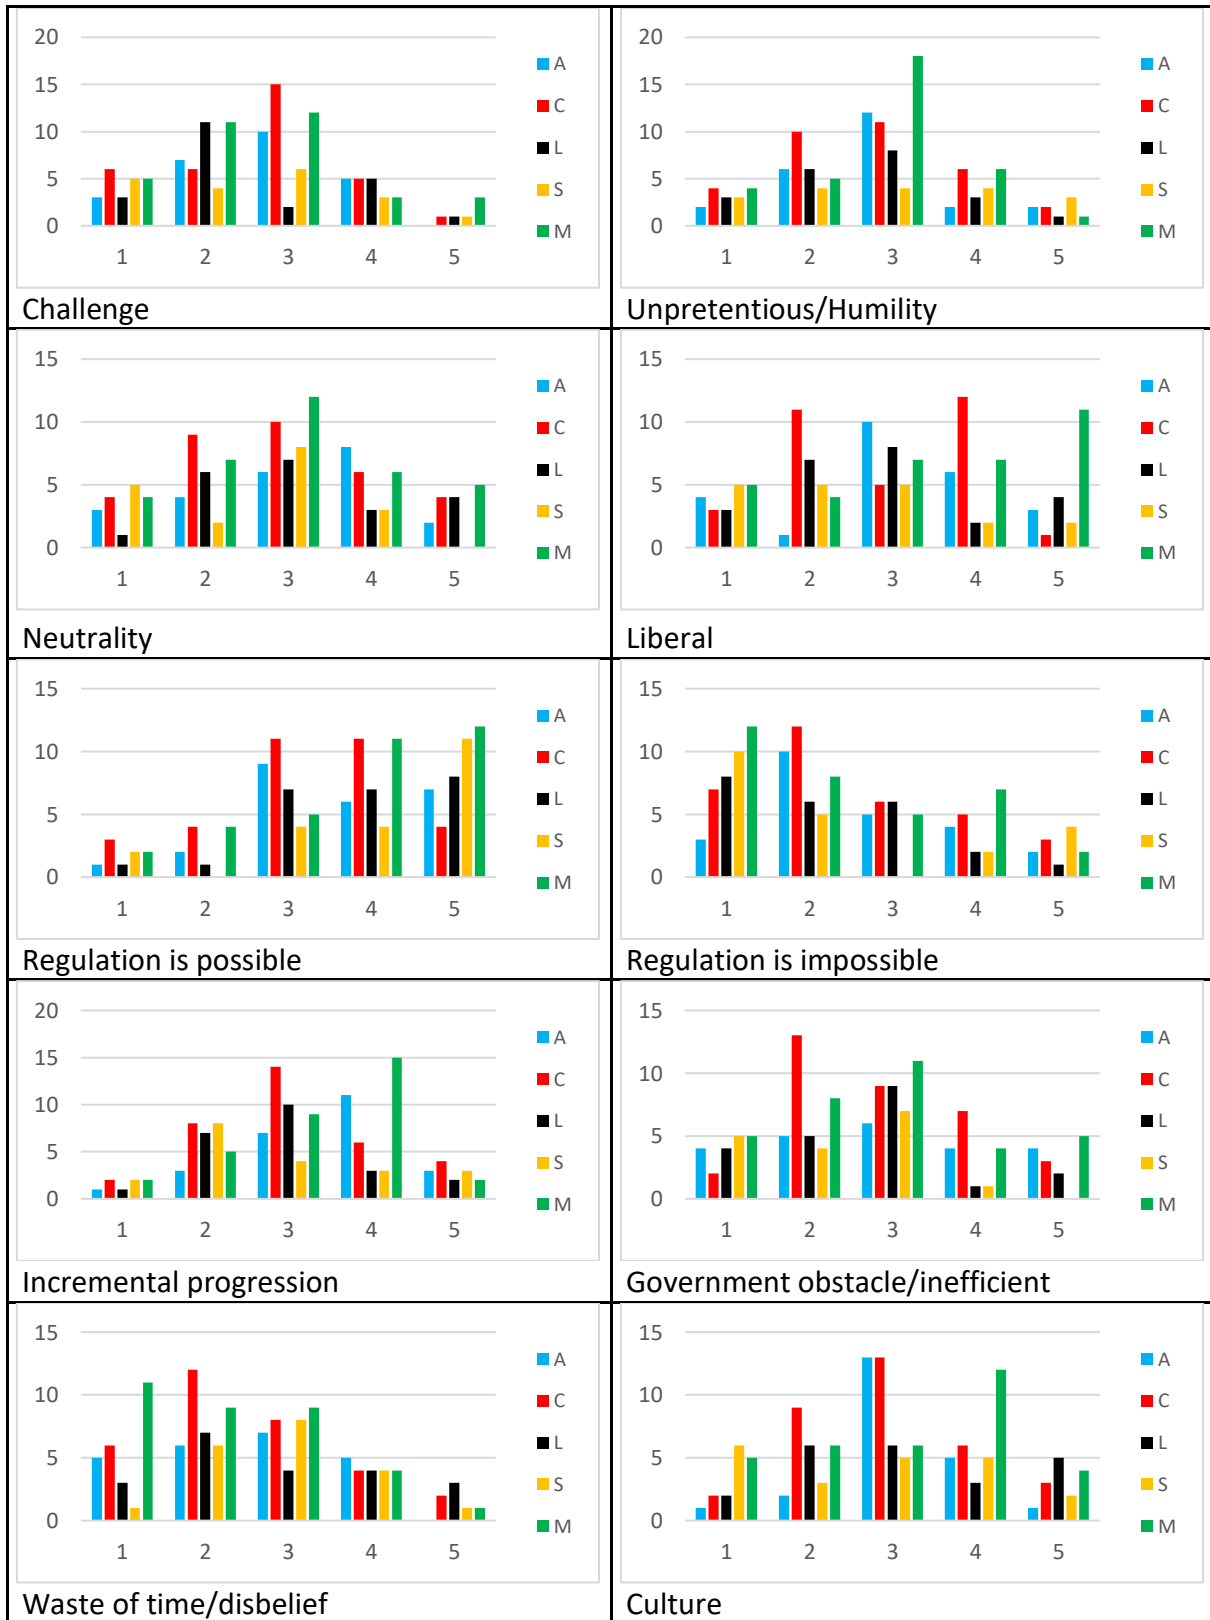 20
15
10
5
0
1 2 3 4 5
A
C
L
S
M
Challenge
20
15
10
5
0
1 2 3 4 5
A
C
L
S
M
Unpretentious/Humility
15
10
5
0
1 2 3 4 5
A
C
L
S
M
Neutrality
15
10
5
0
1 2 3 4 5
A
C
L
S
M
Liberal
15
10
5
0
1 2 3 4 5
A
C
L
S
M
Regulation is possible
15
10
5
0
1 2 3 4 5
A
C
L
S
M
Regulation is impossible
20
15
10
5
0
1 2 3 4 5
A
C
L
S
M
Incremental progression
15
10
5
0
1 2 3 4 5
A
C
L
S
M
Government obstacle/inefficient
15
10
5
0
1 2 3 4 5
A
C
L
S
M
Waste of time/disbelief
15
10
5
0
1 2 3 4 5
A
C
L
S
M
Culture